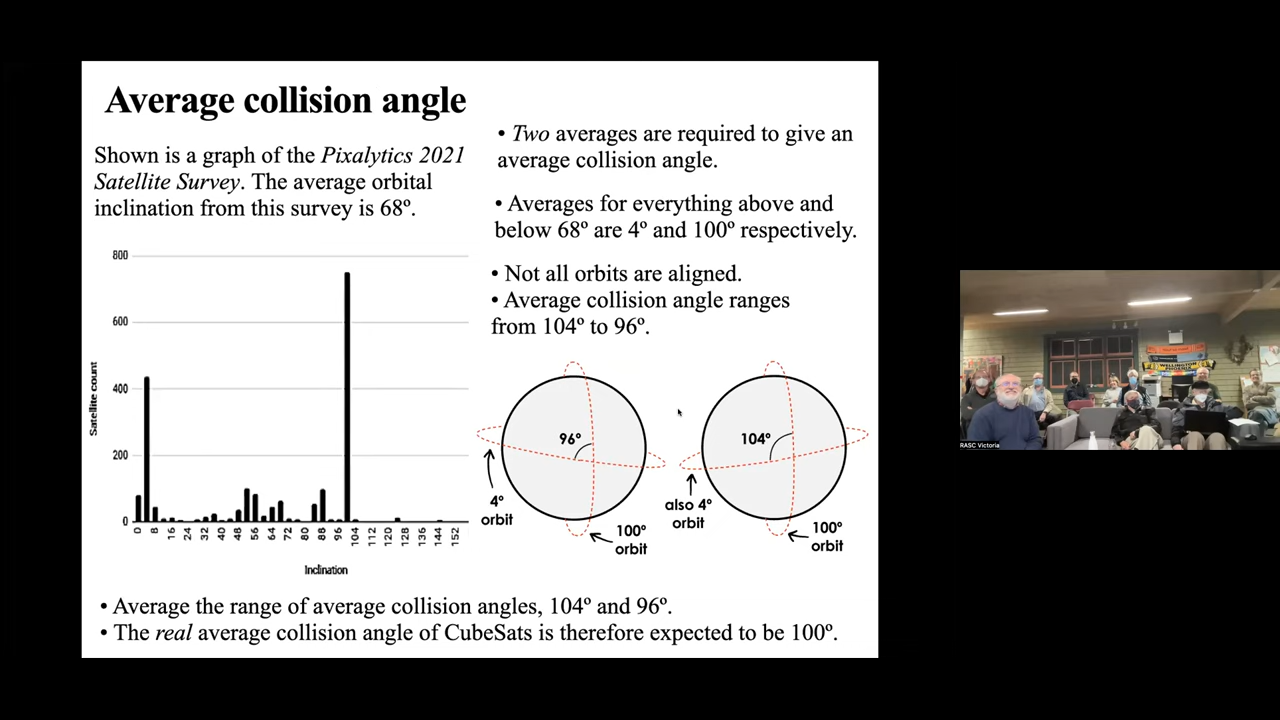 Average collision angle
Shown is a graph of the Pixalytics 2021
Satellite Survey. The average orbital
inclination from this survey is 68º.
• Two averages are required to give an
average collision angle.
• Averages for everything above and
below 68º are 4º and 100º respectively.
• Not all orbits are aligned.
• Average collision angle ranges
from 104º to 96º.
800
600
400
200
0
Satellite count
0 8 16 24 32 40 48 56 64 72 80 88 96 104 112 120 128 136 144 152
Inclination
96º
4º
orbit
100º
orbit
104º
also 4º
orbit
100º
orbit
• Average the range of average collision angles, 104º and 96º.
• The real average collision angle of CubeSats is therefore expected to be 100º.
WELLINGTON
PHOENIX
RASC Victoria